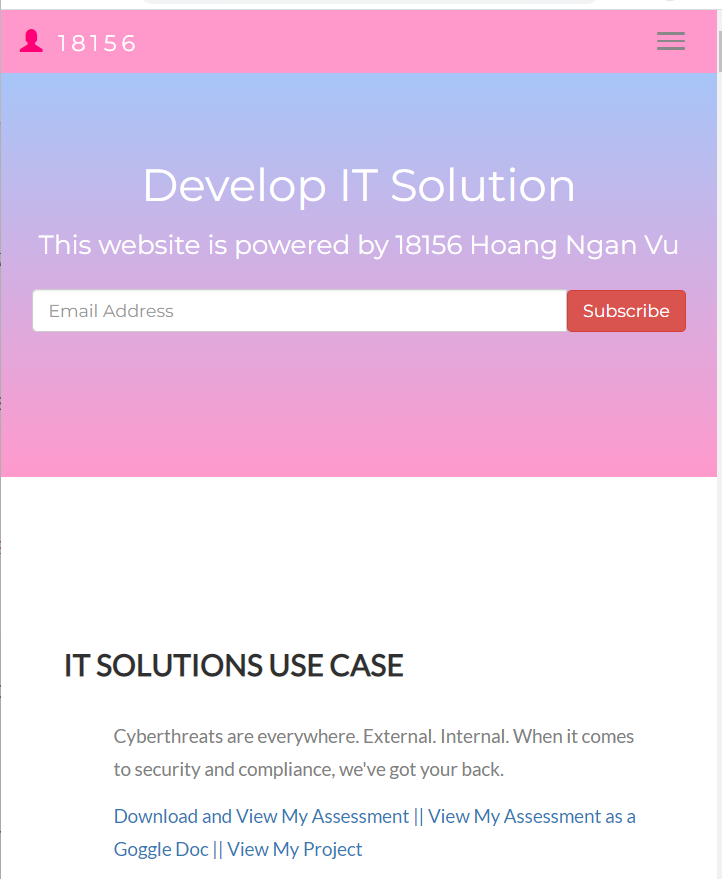 18156
Develop IT Solution
This website is powered by 18156 Hoang Ngan Vu
Email Address
Subscribe
IT SOLUTIONS USE CASE
Cyberthreats are everywhere. External. Internal. When it comes
to security and compliance, we've got your back.
Download and View My Assessment || View My Assessment as a
Goggle Doc || View My Project